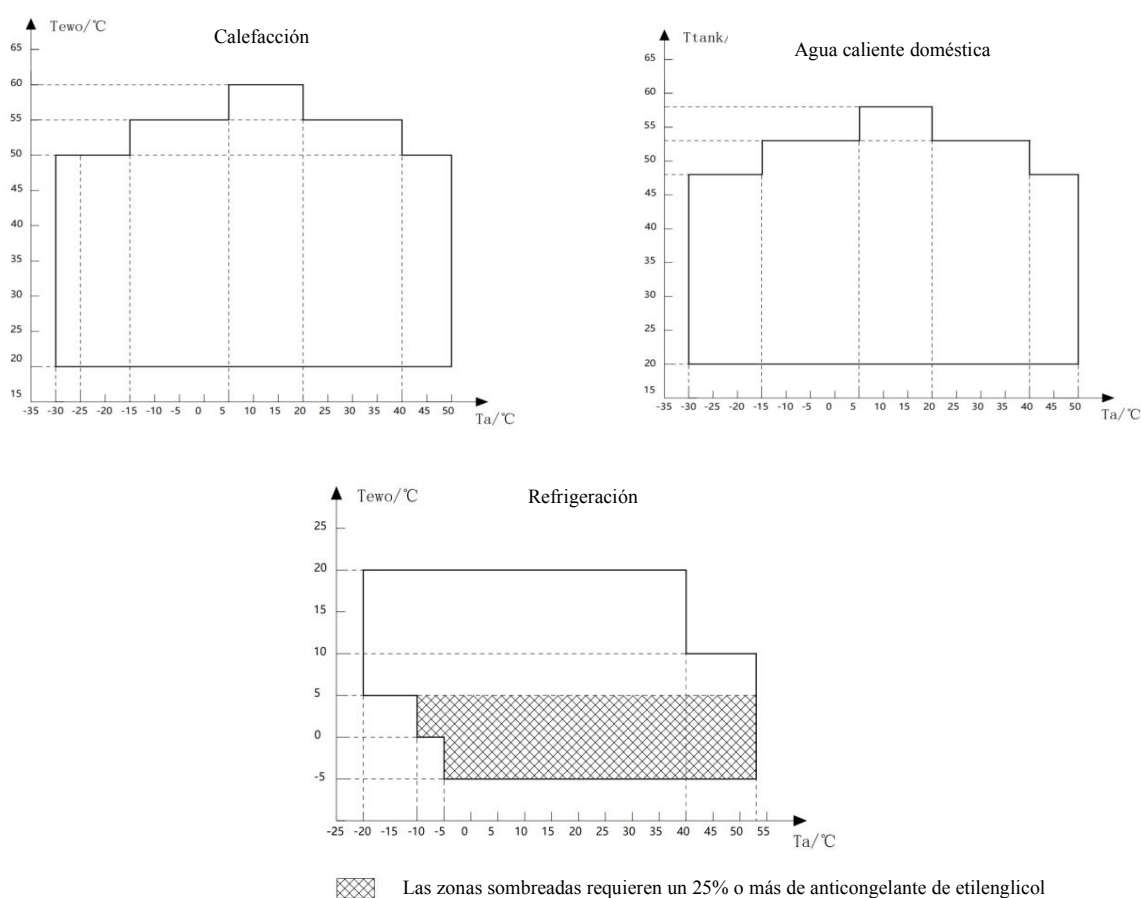 Tewo/℃
Calefacción
65
60
55
50
45
40
35
30
25
20
15
-35 -30 -25 -20 -15 -10 -5 0 5 10 15 20 25 30 35 40 45 50
Ta/℃
Ttank/
Agua caliente doméstica
65
60
55
50
45
40
35
30
25
20
15
-35 -30 -25 -20 -15 -10 -5 0 5 10 15 20 25 30 35 40 45 50
Ta/℃
Tewo/℃
Refrigeración
25
20
15
10
5
0
-5
-25 -20 -15 -10 -5 0 5 10 15 20 25 30 35 40 45 50 55
Ta/℃
Las zonas sombreadas requieren un 25% o más de anticongelante de etilenglicol